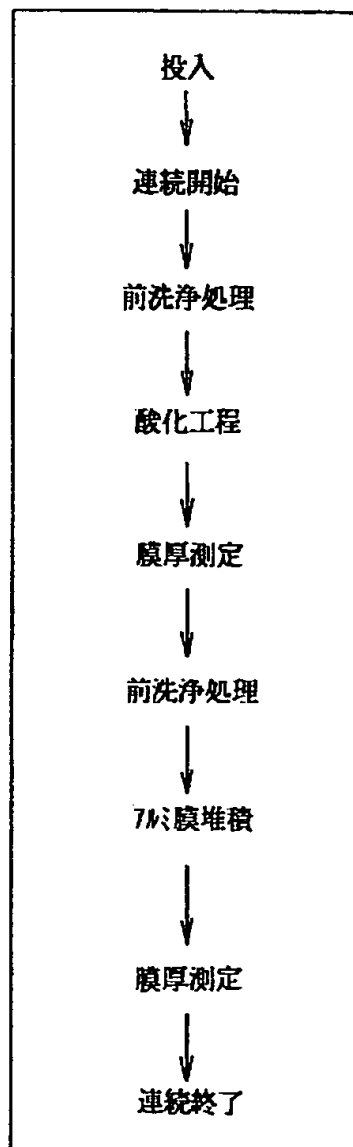 投入
連続開始
前洗浄処理
酸化工程
膜厚測定
前洗浄処理
ｱﾙﾐ膜堆積
膜厚測定
連続終了